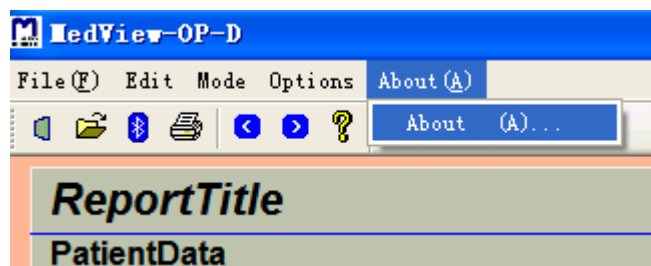 MedView-OP-D
File(F) Edit Mode Options About(A)
About (A)...
ReportTitle
PatientData